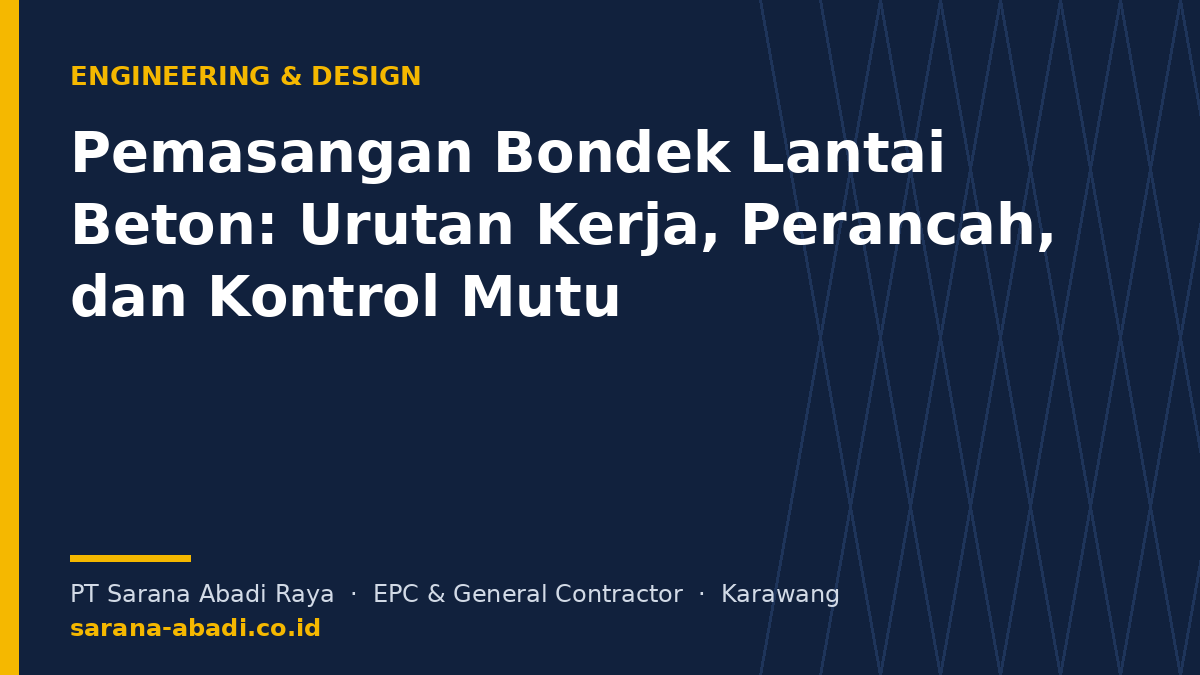 ENGINEERING & DESIGN
Pemasangan Bondek Lantai
Beton: Urutan Kerja, Perancah,
dan Kontrol Mutu
PT Sarana Abadi Raya · EPC & General Contractor · Karawang
sarana-abadi.co.id